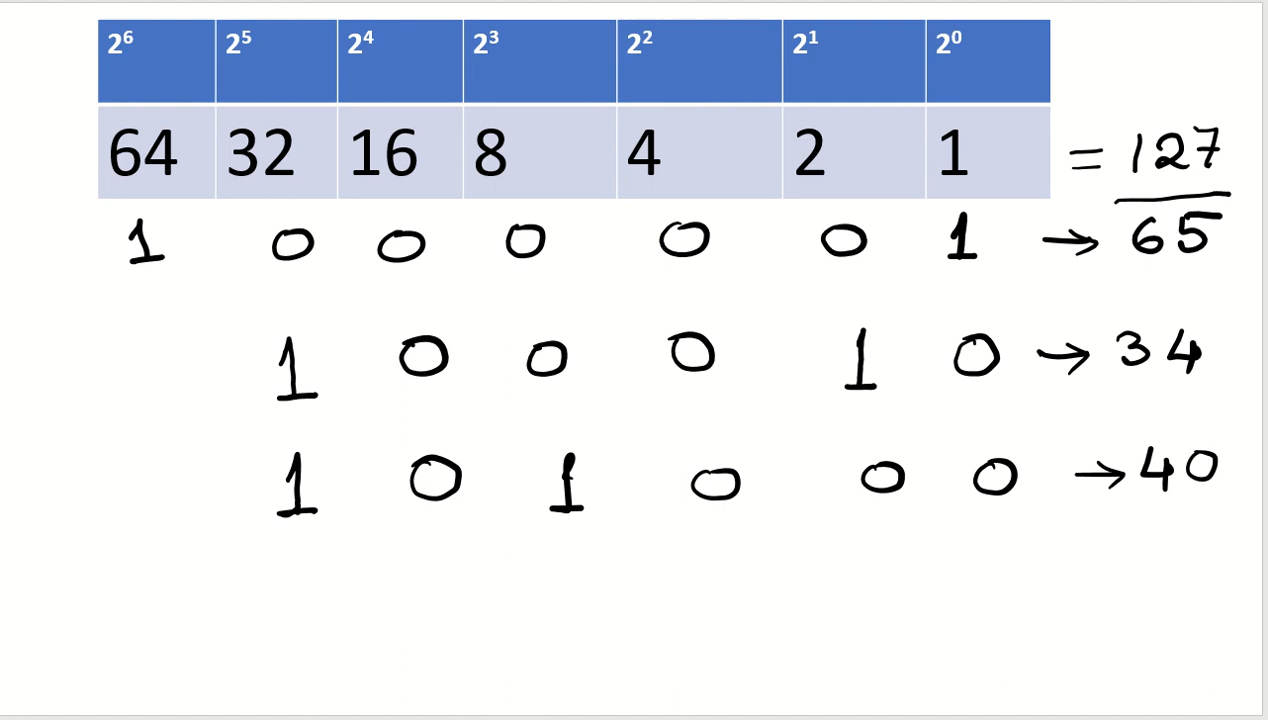 2⁶ 2⁵ 2⁴ 2³ 2² 2¹ 2⁰
64 32 16 8 4 2 1 = 127
1 0 0 0 0 0 1 → 65
1 0 0 0 1 0 → 34
1 0 1 0 0 0 → 40